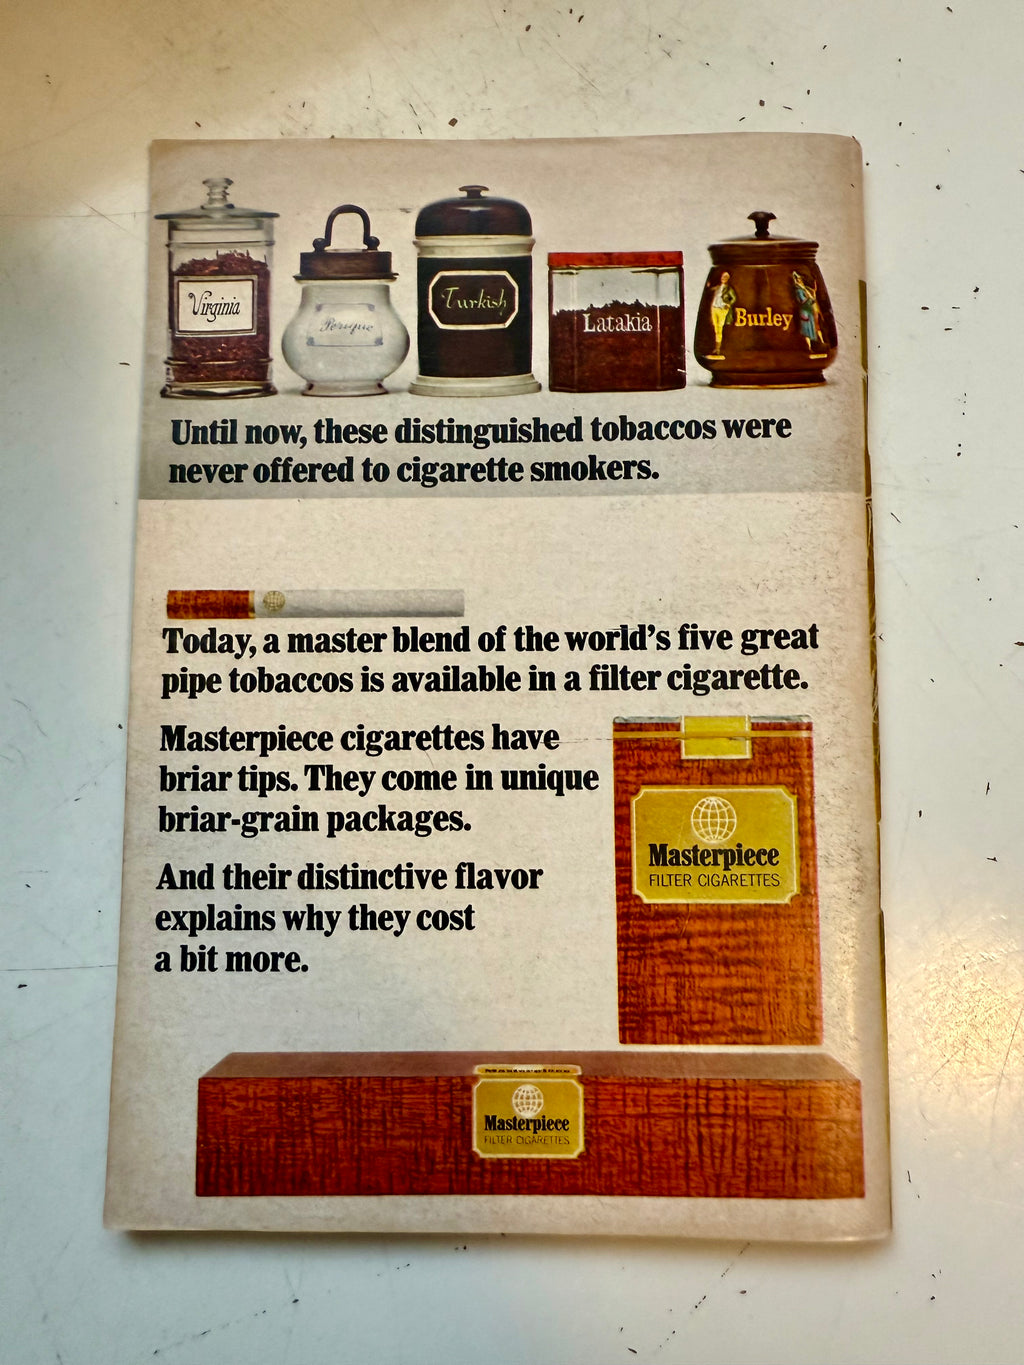 Virginia
Perique
Turkish
Latakia
Burley
Until now, these distinguished tobaccos were
never offered to cigarette smokers.
Today, a master blend of the world's five great
pipe tobaccos is available in a filter cigarette.
Masterpiece cigarettes have
briar tips. They come in unique
briar-grain packages.
And their distinctive flavor
explains why they cost
a bit more.
Masterpiece
FILTER CIGARETTES
Masterpiece
FILTER CIGARETTES